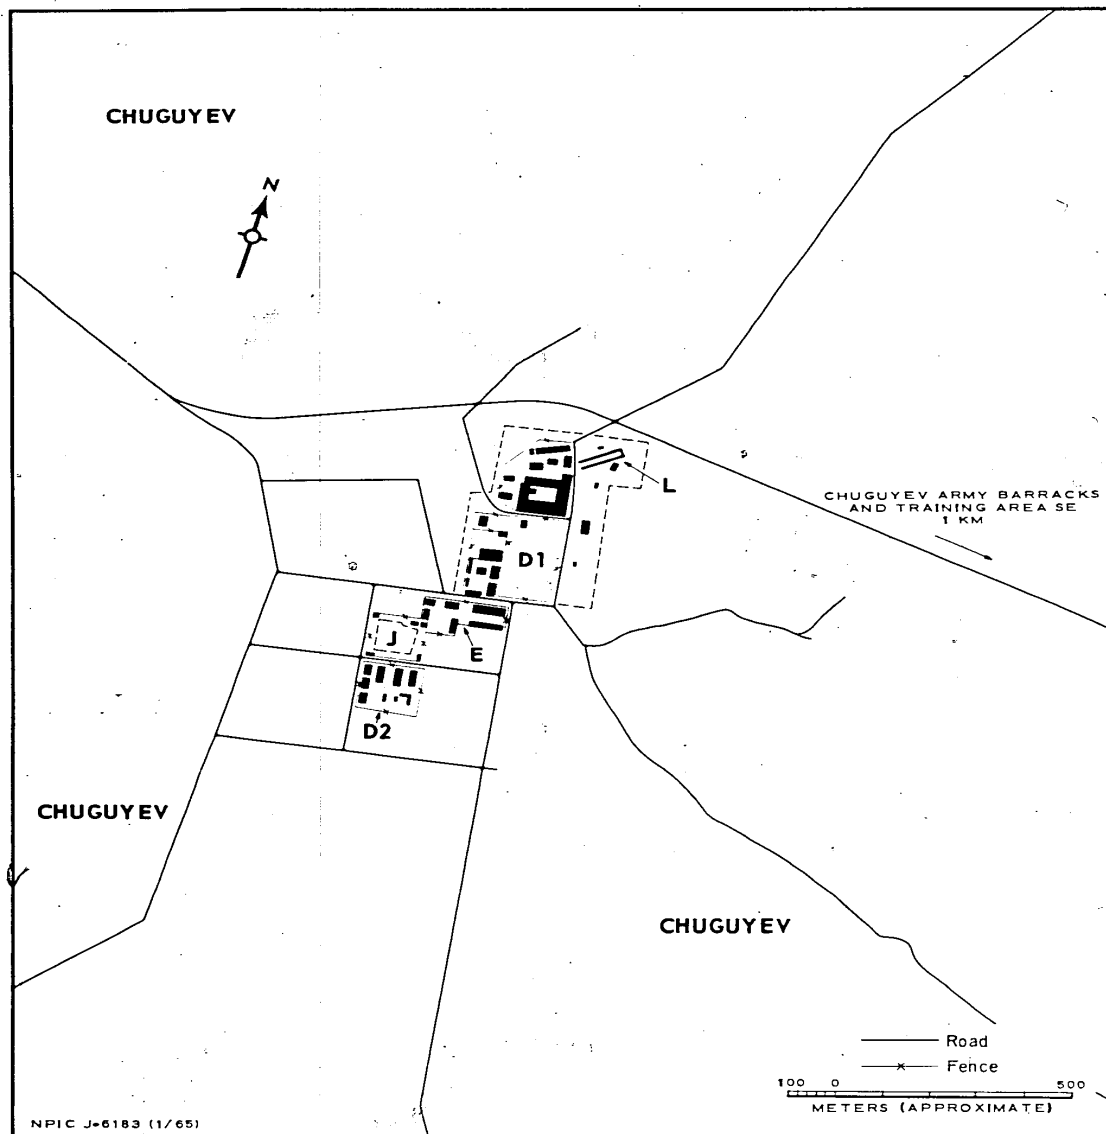 CHUGUYEV
N
L
CHUGUYEV ARMY BARRACKS
AND TRAINING AREA SE
1 KM
D1
J
E
D2
CHUGUYEV
CHUGUYEV
Road
Fence
100 0 500
METERS (APPROXIMATE)
NPIC J-6183 (1/65)